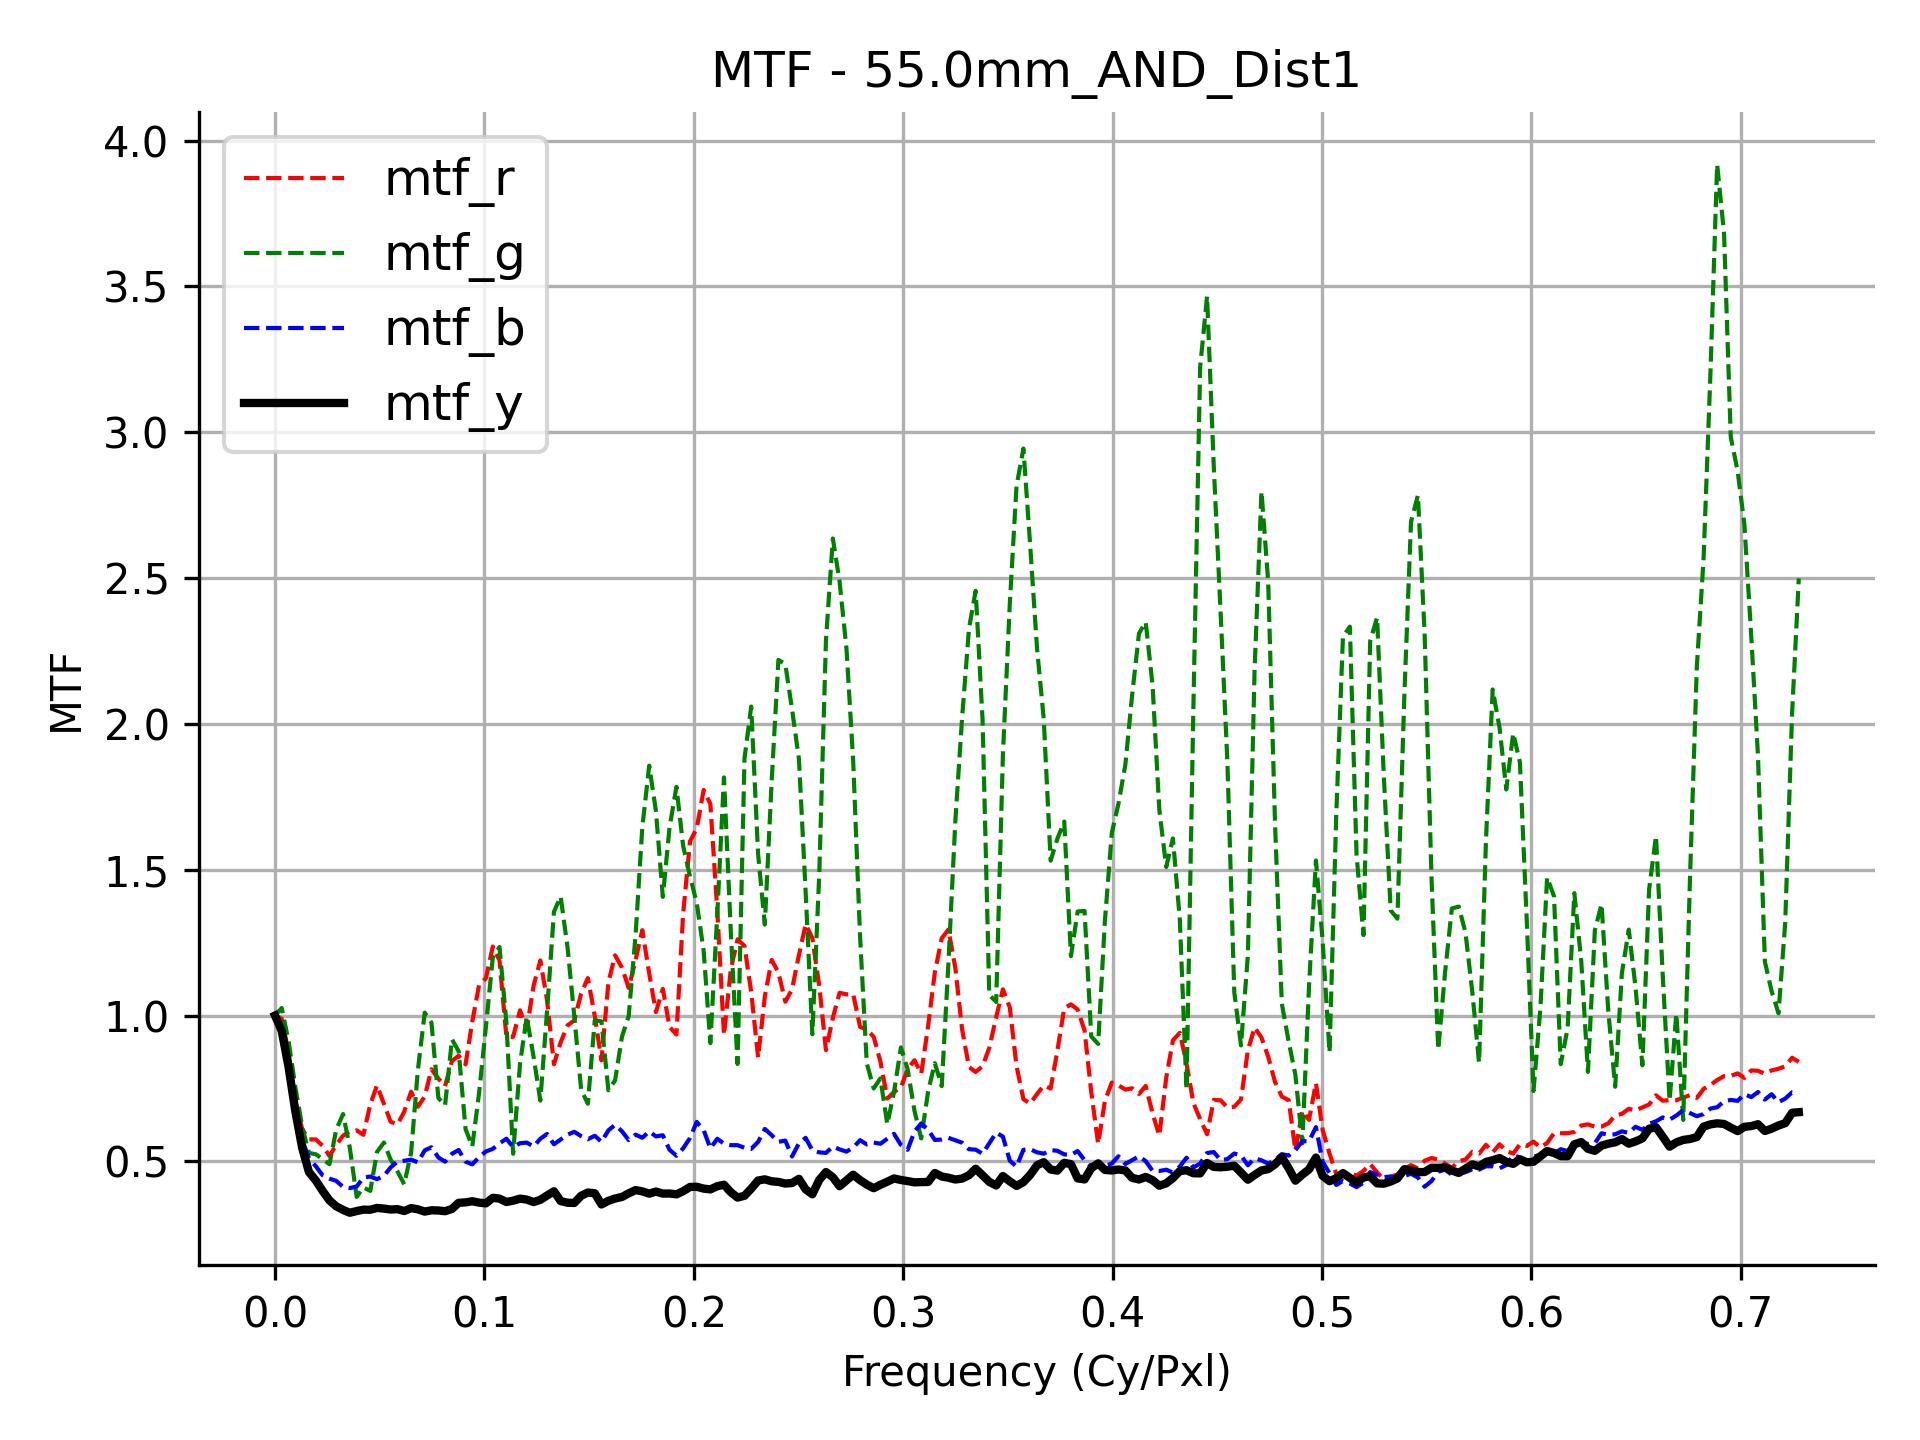 MTF - 55.0mm_AND_Dist1
mtf_r
mtf_g
mtf_b
mtf_y
4.0
3.5
3.0
2.5
2.0
1.5
1.0
0.5
MTF
0.0 0.1 0.2 0.3 0.4 0.5 0.6 0.7
Frequency (Cy/Pxl)